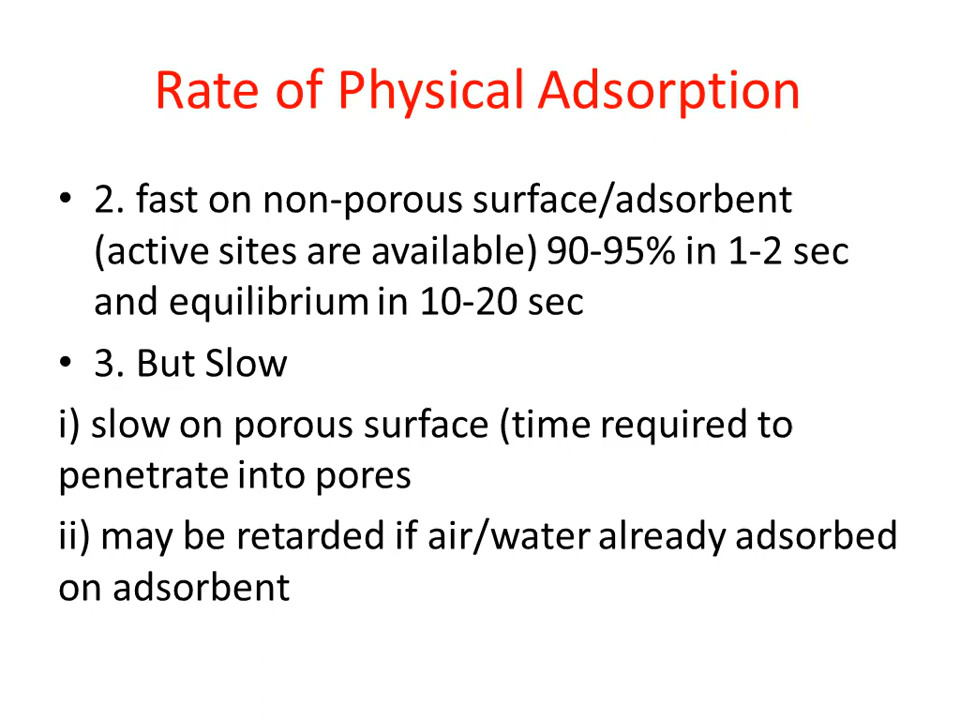 Rate of Physical Adsorption
• 2. fast on non-porous surface/adsorbent
(active sites are available) 90-95% in 1-2 sec
and equilibrium in 10-20 sec
• 3. But Slow
i) slow on porous surface (time required to
penetrate into pores
ii) may be retarded if air/water already adsorbed
on adsorbent